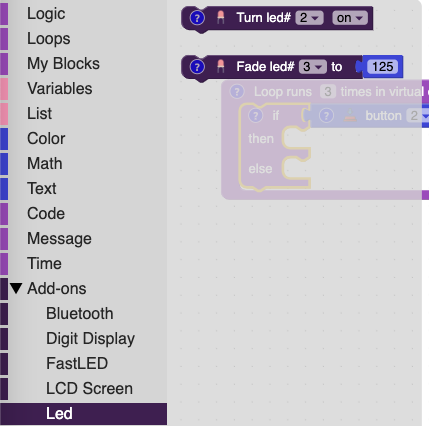 Logic
Loops
My Blocks
Variables
List
Color
Math
Text
Code
Message
Time
Add-ons
Bluetooth
Digit Display
FastLED
LCD Screen
Led
? Turn led# 2 on
? Fade led# 3 to 125
? Loop runs 3 times in virtual
? if ? button 2
then
else